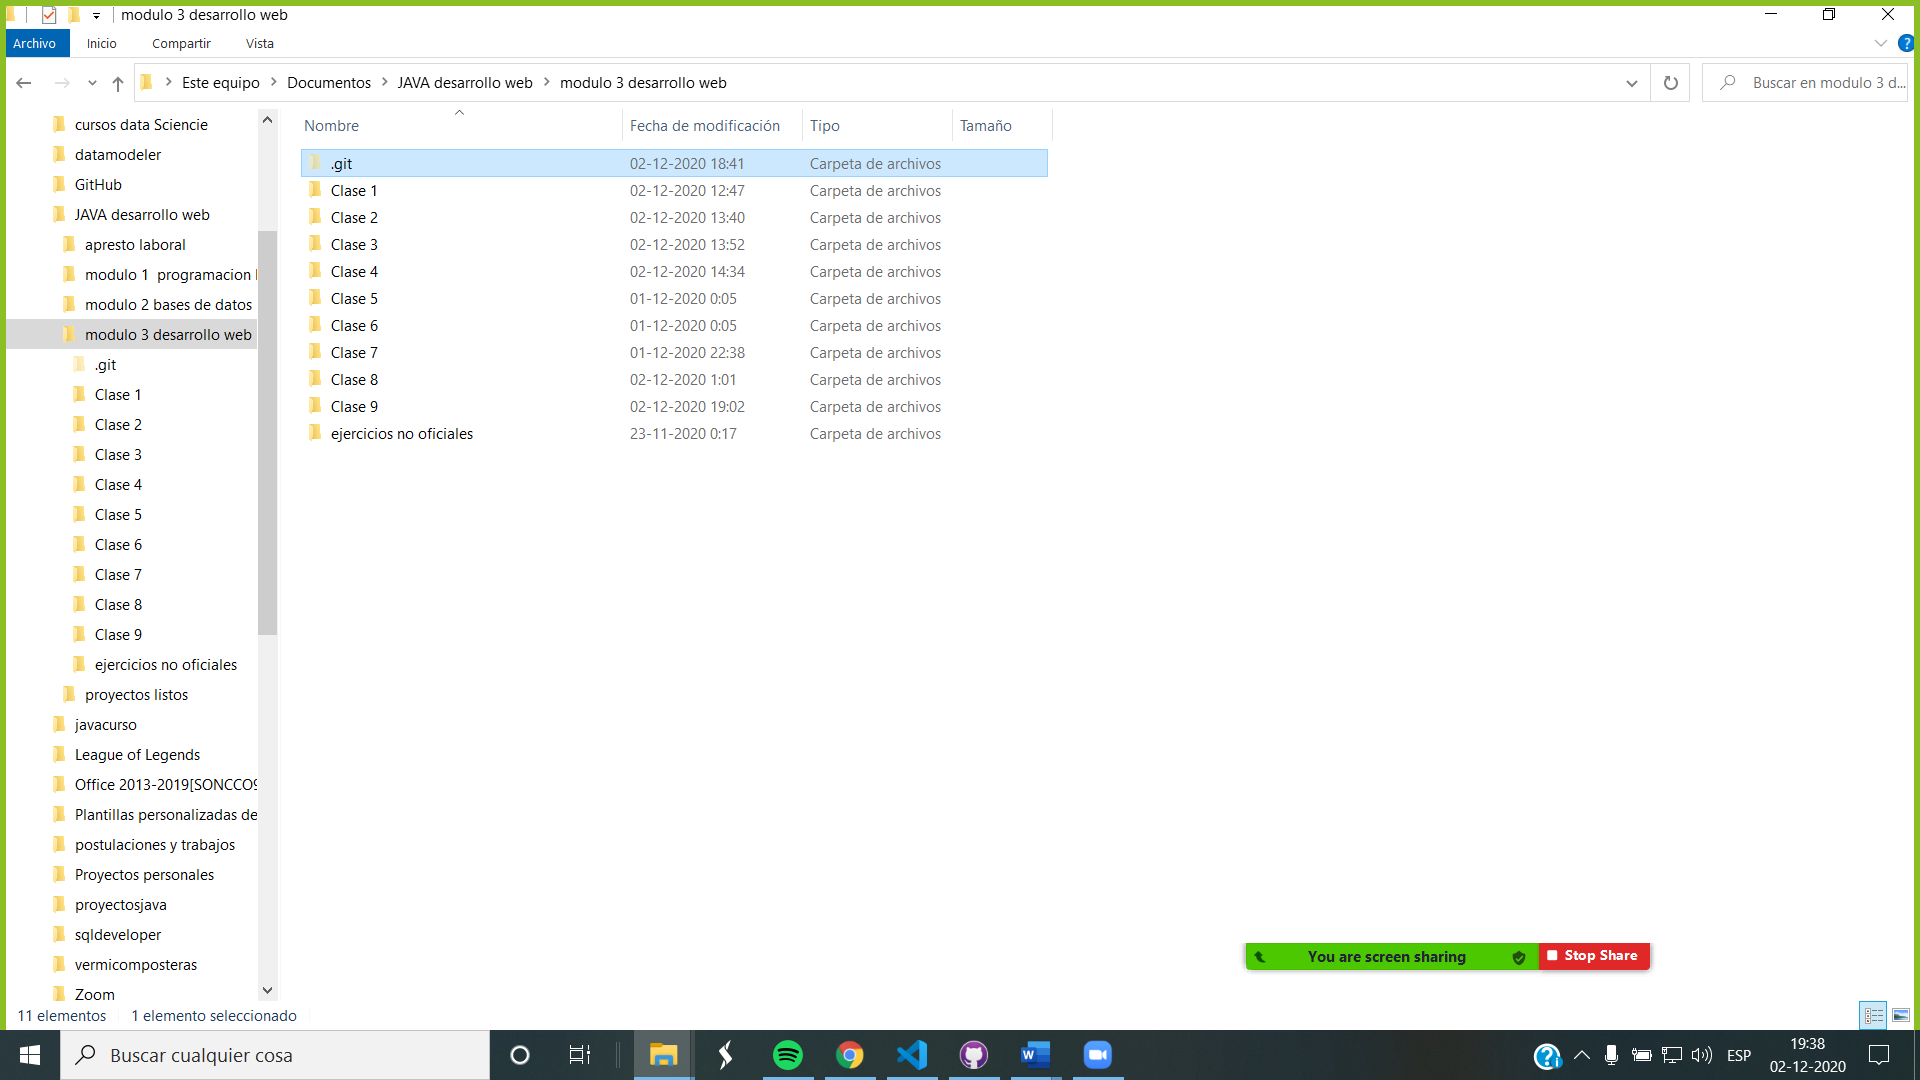 modulo 3 desarrollo web
Archivo Inicio Compartir Vista
Este equipo Documentos JAVA desarrollo web modulo 3 desarrollo web
Buscar en modulo 3 d...
cursos data Sciencie
datamodeler
GitHub
JAVA desarrollo web
apresto laboral
modulo 1 programacion
modulo 2 bases de datos
modulo 3 desarrollo web
.git
Clase 1
Clase 2
Clase 3
Clase 4
Clase 5
Clase 6
Clase 7
Clase 8
Clase 9
ejercicios no oficiales
proyectos listos
javacurso
League of Legends
Office 2013-2019[SONCCO9
Plantillas personalizadas de
postulaciones y trabajos
Proyectos personales
proyectosjava
sqldeveloper
vermicomposteras
Zoom
Nombre Fecha de modificación Tipo Tamaño
.git 02-12-2020 18:41 Carpeta de archivos
Clase 1 02-12-2020 12:47 Carpeta de archivos
Clase 2 02-12-2020 13:40 Carpeta de archivos
Clase 3 02-12-2020 13:52 Carpeta de archivos
Clase 4 02-12-2020 14:34 Carpeta de archivos
Clase 5 01-12-2020 0:05 Carpeta de archivos
Clase 6 01-12-2020 0:05 Carpeta de archivos
Clase 7 01-12-2020 22:38 Carpeta de archivos
Clase 8 02-12-2020 1:01 Carpeta de archivos
Clase 9 02-12-2020 19:02 Carpeta de archivos
ejercicios no oficiales 23-11-2020 0:17 Carpeta de archivos
You are screen sharing Stop Share
11 elementos 1 elemento seleccionado
Buscar cualquier cosa
ESP
19:38
02-12-2020